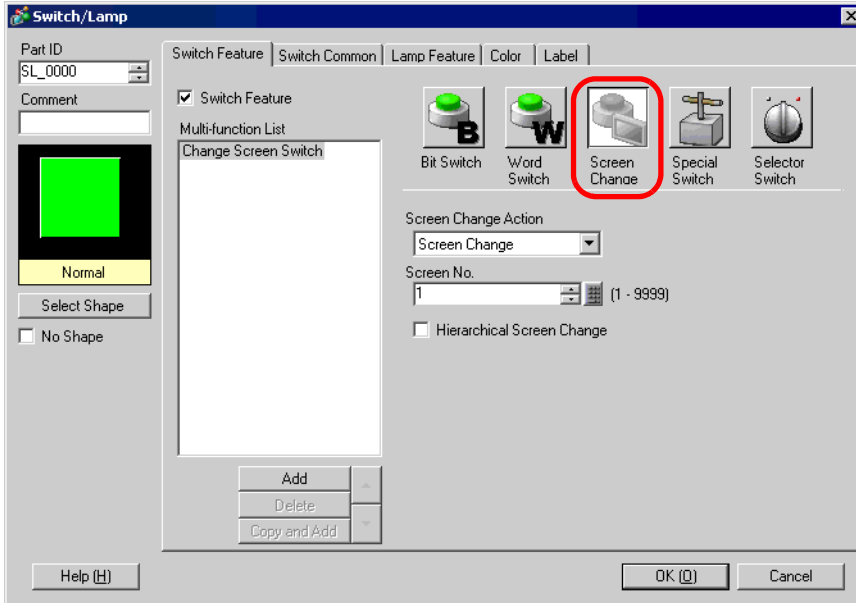 Switch/Lamp
Part ID
SL_0000
Comment
Normal
Select Shape
No Shape
Switch Feature
Switch Common
Lamp Feature
Color
Label
Switch Feature
Multi-function List
Change Screen Switch
Add
Delete
Copy and Add
B
Bit Switch
W
Word
Switch
Screen
Change
Special
Switch
Selector
Switch
Screen Change Action
Screen Change
Screen No.
1
(1 - 9999)
Hierarchical Screen Change
Help (H)
OK (O)
Cancel